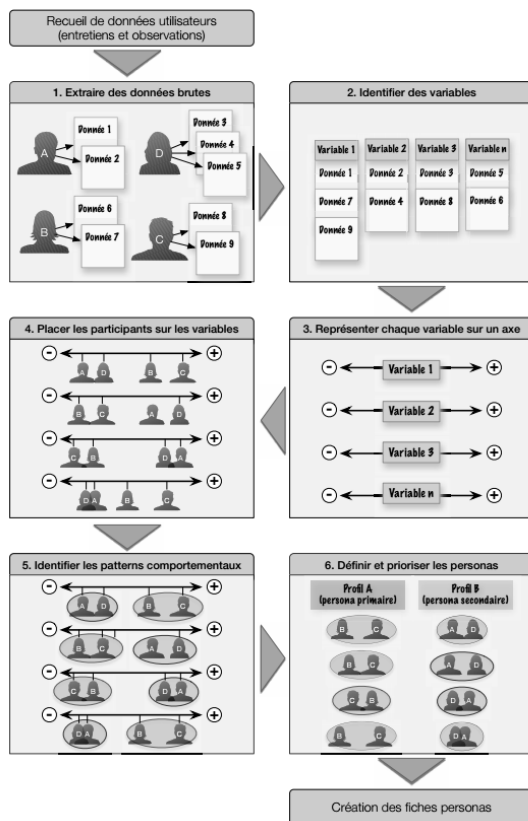 Recueil de données utilisateurs
(entretiens et observations)
1. Extraire des données brutes
A
Donnée 1
Donnée 2
D
Donnée 3
Donnée 4
Donnée 5
B
Donnée 6
Donnée 7
C
Donnée 8
Donnée 9
2. Identifier des variables
Variable 1 Variable 2 Variable 3 Variable n
Donnée 1 Donnée 2 Donnée 3 Donnée 5
Donnée 7 Donnée 4 Donnée 8 Donnée 6
Donnée 9
4. Placer les participants sur les variables
- +
A D B C
- +
B C A D
- +
C B D A
- +
D A B C
3. Représenter chaque variable sur un axe
- Variable 1 +
- Variable 2 +
- Variable 3 +
- Variable n +
5. Identifier les patterns comportementaux
- +
A D B C
- +
B C A D
- +
C B D A
- +
D A B C
6. Définir et prioriser les personas
Profil A
(persona primaire)
Profil B
(persona secondaire)
B C A D
B C A D
C B D A
B C D A
Création des fiches personas